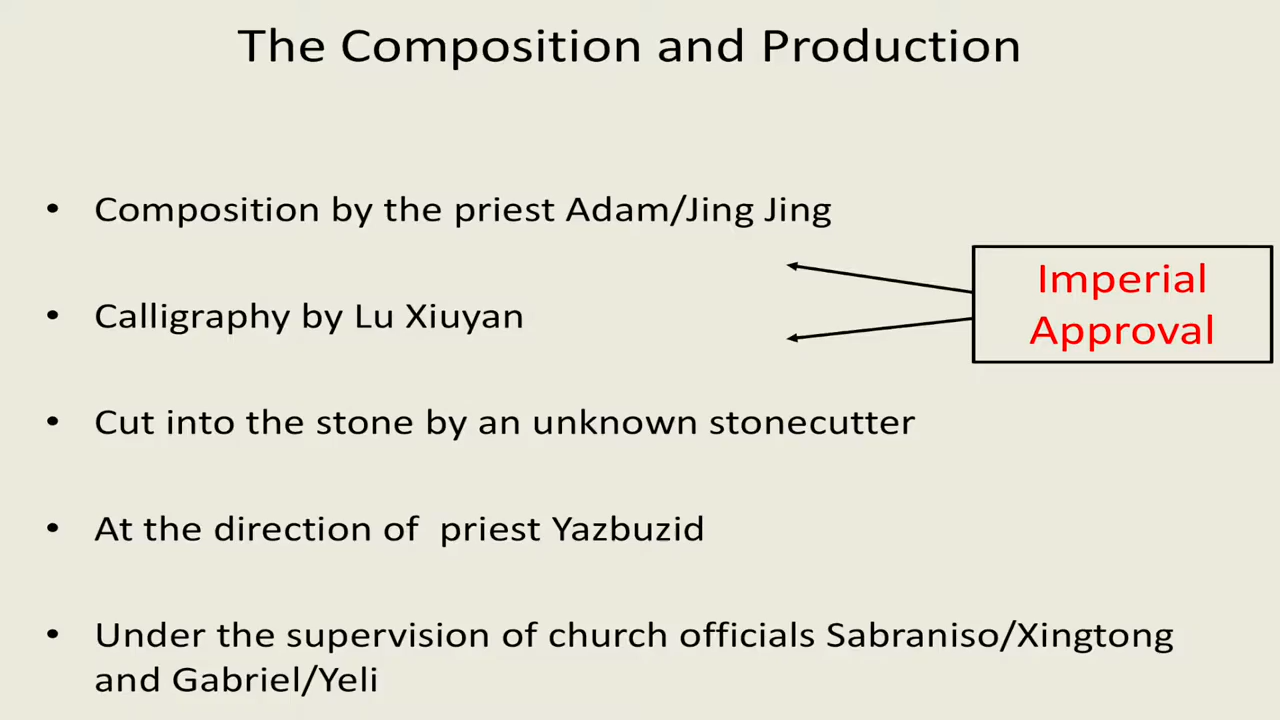 The Composition and Production
• Composition by the priest Adam/Jing Jing
Imperial
Approval
• Calligraphy by Lu Xiuyan
• Cut into the stone by an unknown stonecutter
• At the direction of  priest Yazbuzid
• Under the supervision of church officials Sabraniso/Xingtong
and Gabriel/Yeli